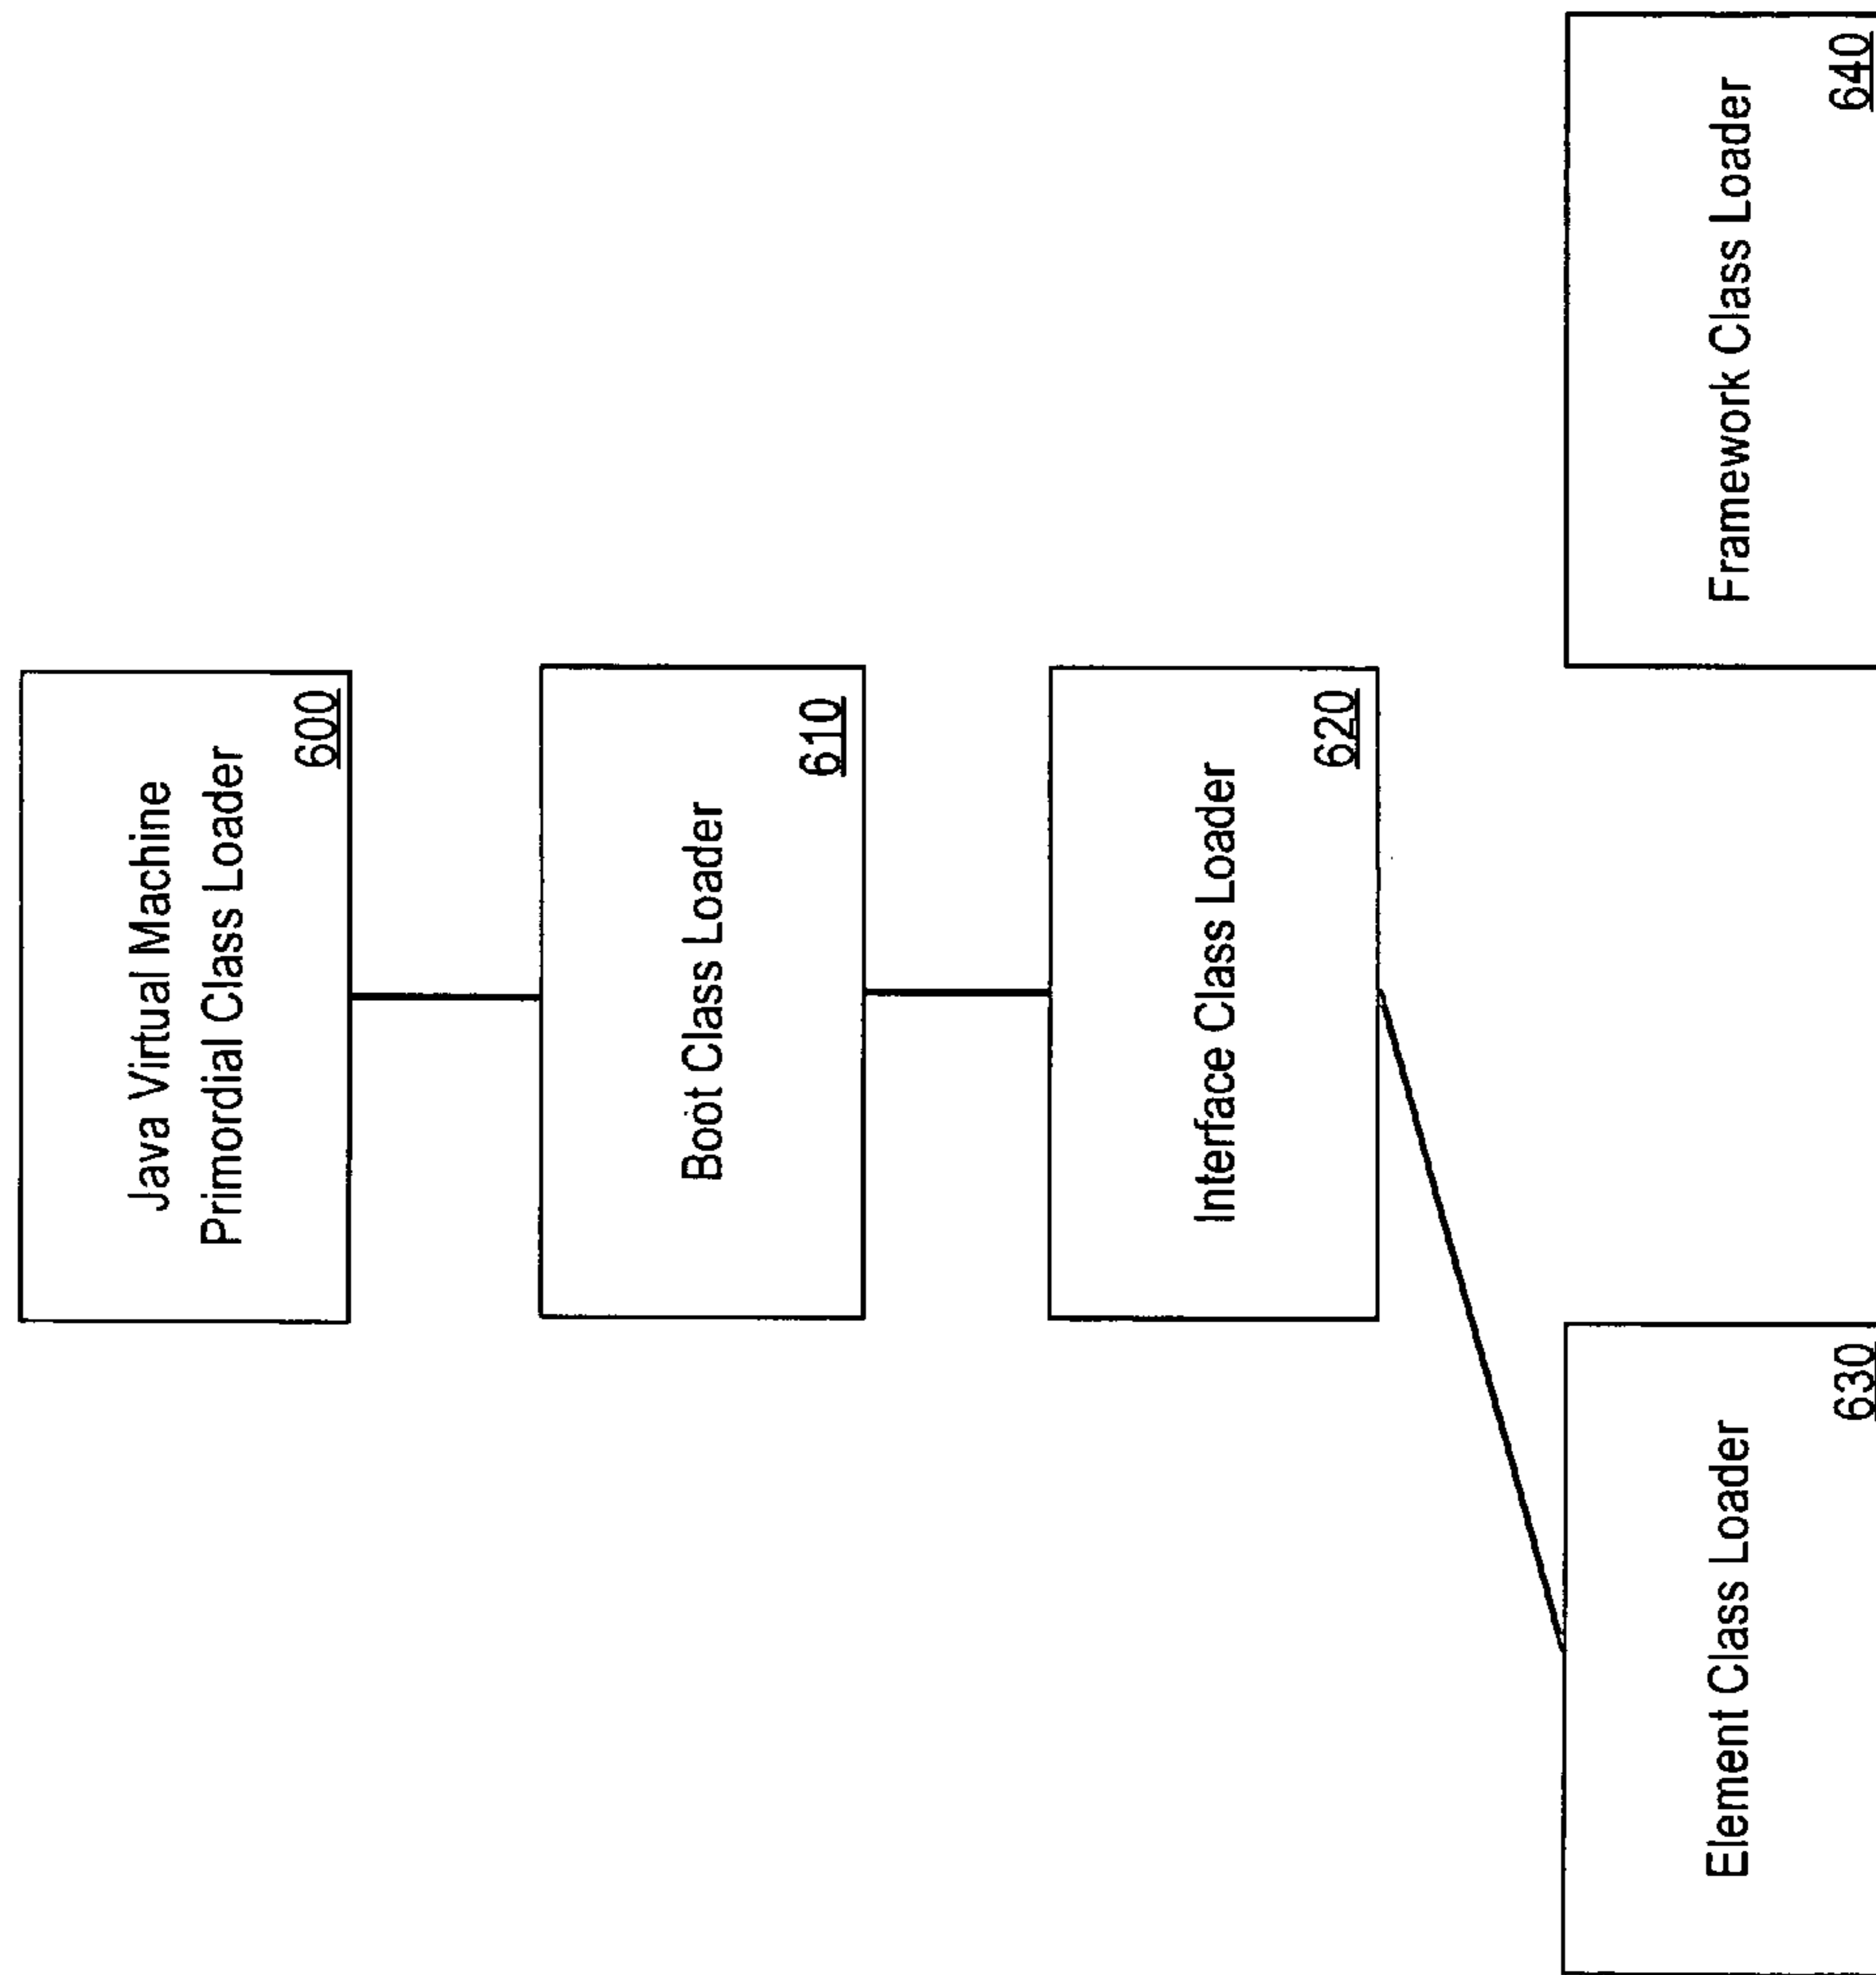 Java Virtual Machine
Primordial Class Loader
600
Boot Class Loader
610
Interface Class Loader
620
Element Class Loader
630
Framework Class Loader
640